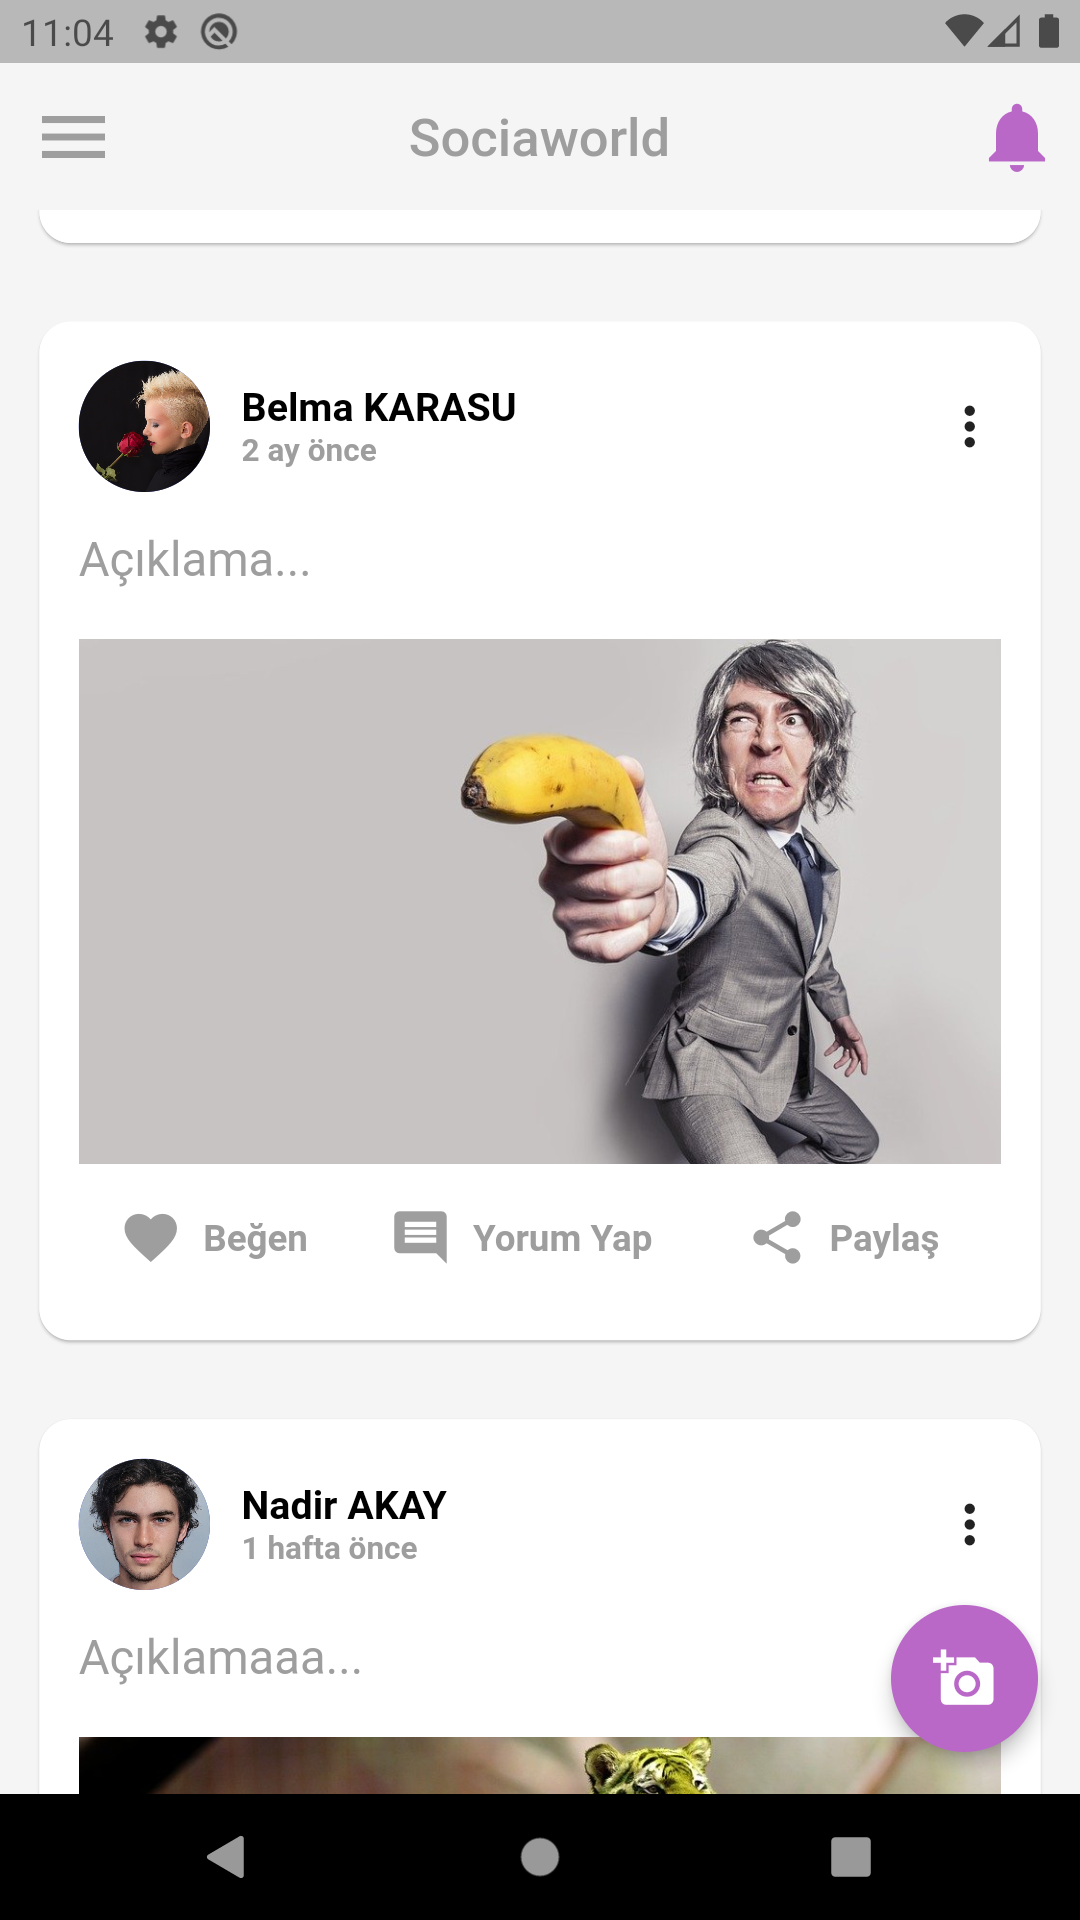 11:04
Sociaworld
Belma KARASU
2 ay önce
Açıklama...
Beğen
Yorum Yap
Paylaş
Nadir AKAY
1 hafta önce
Açıklamaaa...